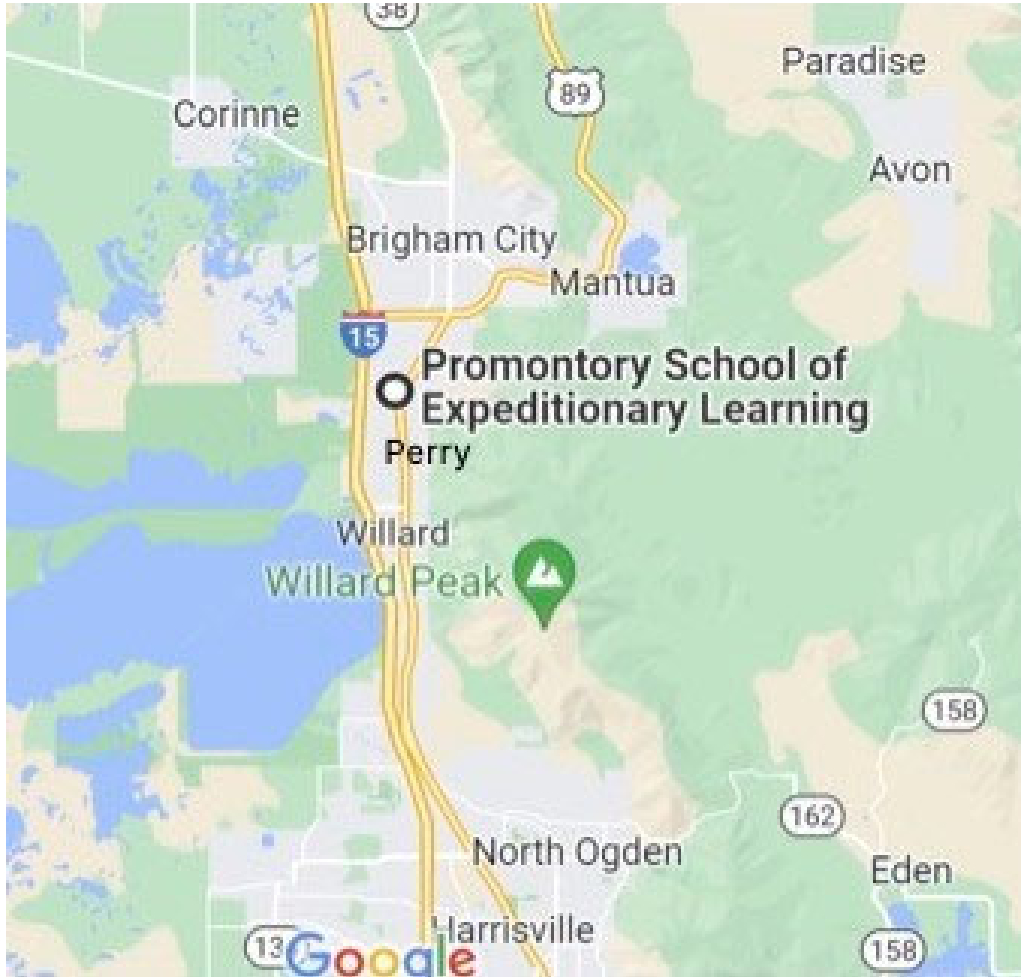 38
Paradise
89
Corinne
Avon
Brigham City
Mantua
15
Promontory School of
Expeditionary Learning
Perry
Willard
Willard Peak
158
162
North Ogden
Eden
Harrisville
13
Google
158